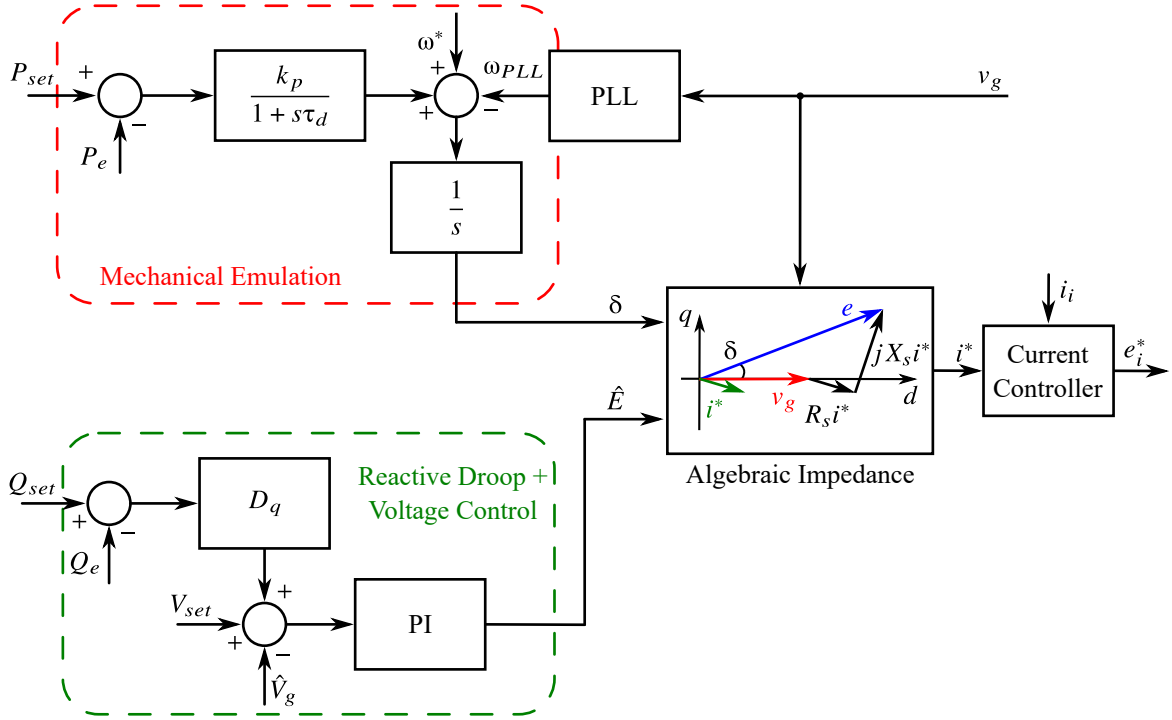 ω*
P_set
+
−
P_e
k_p
1 + sτ_d
+
+
−
ω_PLL
PLL
v_g
1
s
Mechanical Emulation
δ
q
e
δ
jX_s i*
i*
v_g
R_s i*
d
Algebraic Impedance
i*
i_i
Current
Controller
e_i^*
Ê
Reactive Droop +
Voltage Control
Q_set
+
−
Q_e
D_q
+
V_set
+
−
V̂_g
PI